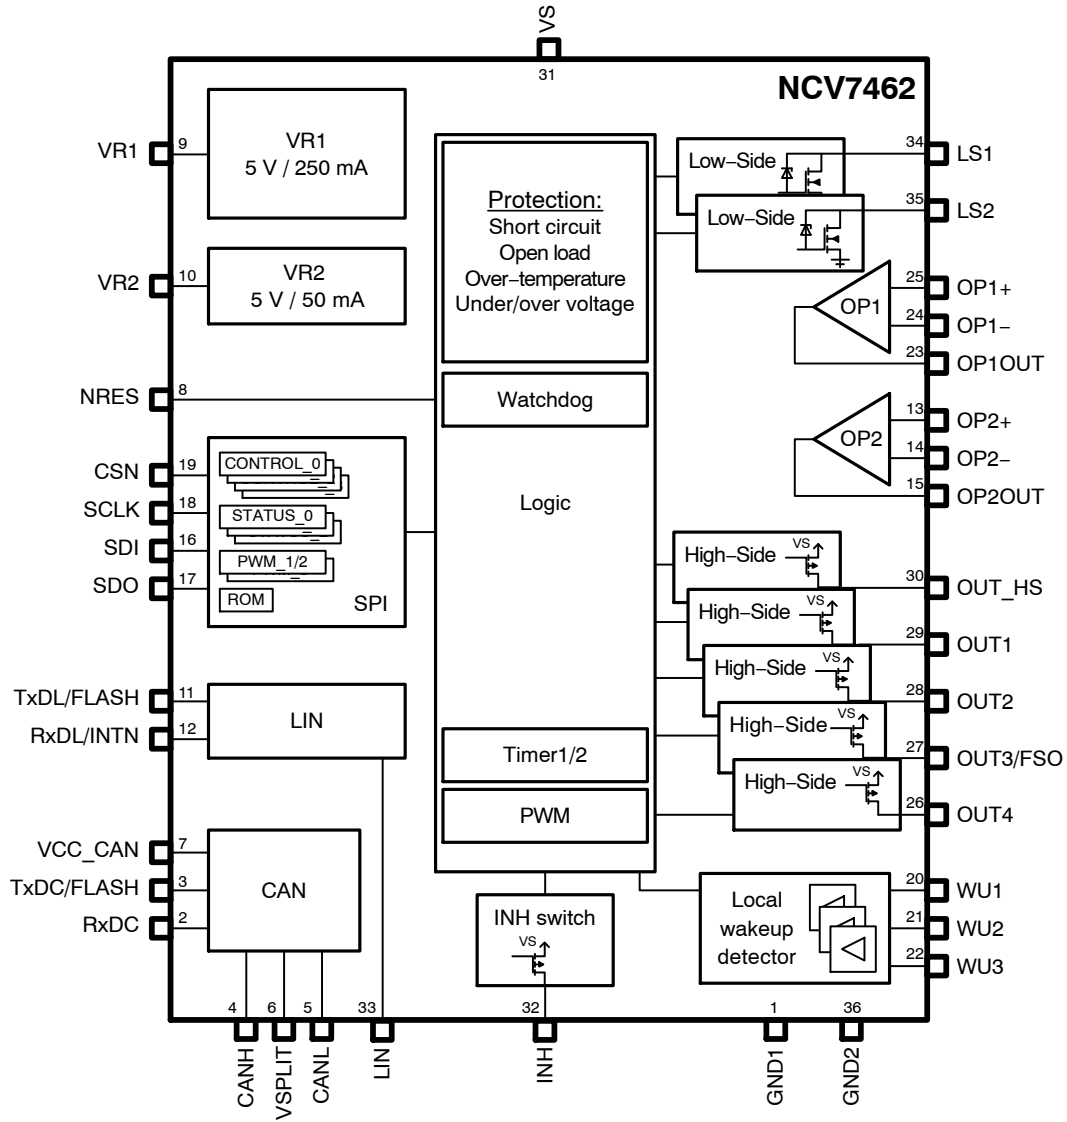 VS
31
NCV7462
VR1
9
VR1
5 V / 250 mA
VR2
10
VR2
5 V / 50 mA
NRES
8
CSN
19
SCLK
18
SDI
16
SDO
17
CONTROL_0
STATUS_0
PWM_1/2
ROM
SPI
TxDL/FLASH
11
RxDL/INTN
12
LIN
VCC_CAN
7
TxDC/FLASH
3
RxDC
2
CAN
Protection:
Short circuit
Open load
Over−temperature
Under/over voltage
Watchdog
Logic
Timer1/2
PWM
INH switch
VS
Low−Side
34
LS1
Low−Side
35
LS2
OP1
25
OP1+
24
OP1−
23
OP1OUT
OP2
13
OP2+
14
OP2−
15
OP2OUT
High−Side
VS
30
OUT_HS
High−Side
VS
29
OUT1
High−Side
VS
28
OUT2
High−Side
VS
27
OUT3/FSO
High−Side
VS
26
OUT4
Local
wakeup
detector
20
WU1
21
WU2
22
WU3
4
6
5
33
32
1
36
CANH
VSPLIT
CANL
LIN
INH
GND1
GND2